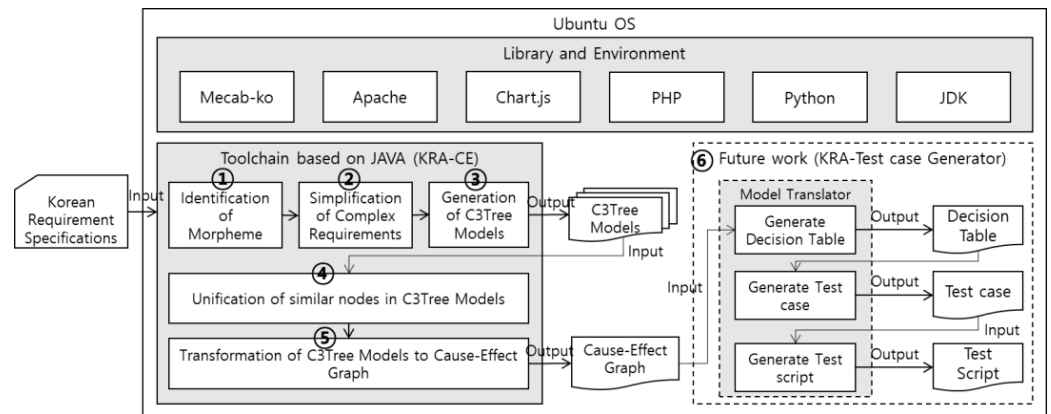 Ubuntu OS
Library and Environment
Mecab-ko
Apache
Chart.js
PHP
Python
JDK
Toolchain based on JAVA (KRA-CE)
⑥ Future work (KRA-Test case Generator)
Korean
Requirement
Specifications
Input
①
Identification
of
Morpheme
②
Simplification
of Complex
Requirements
③
Generation
of C3Tree
Models
Output
C3Tree
Models
Input
④
Unification of similar nodes in C3Tree Models
⑤
Transformation of C3Tree Models to Cause-Effect
Graph
Output
Cause-Effect
Graph
Input
Model Translator
Generate
Decision Table
Output
Decision
Table
Generate Test
case
Output
Test case
Input
Generate Test
script
Output
Test
Script